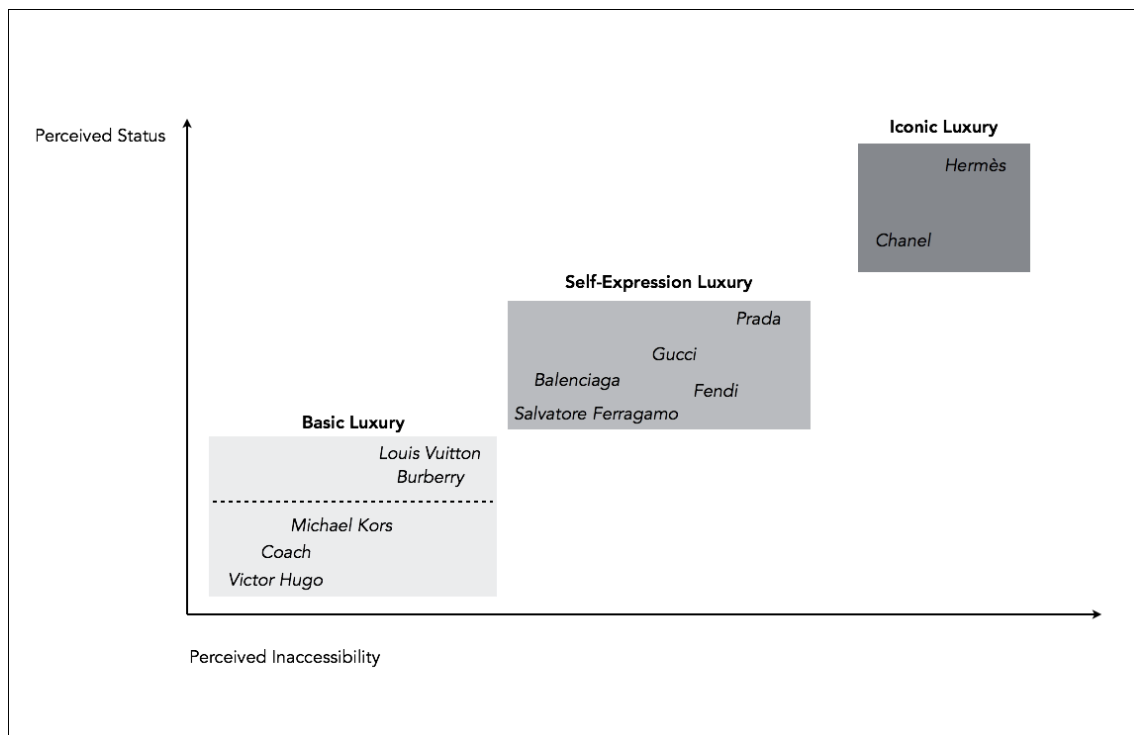 Perceived Status
Iconic Luxury
Hermès
Chanel
Self-Expression Luxury
Prada
Gucci
Balenciaga
Fendi
Salvatore Ferragamo
Basic Luxury
Louis Vuitton
Burberry
Michael Kors
Coach
Victor Hugo
Perceived Inaccessibility